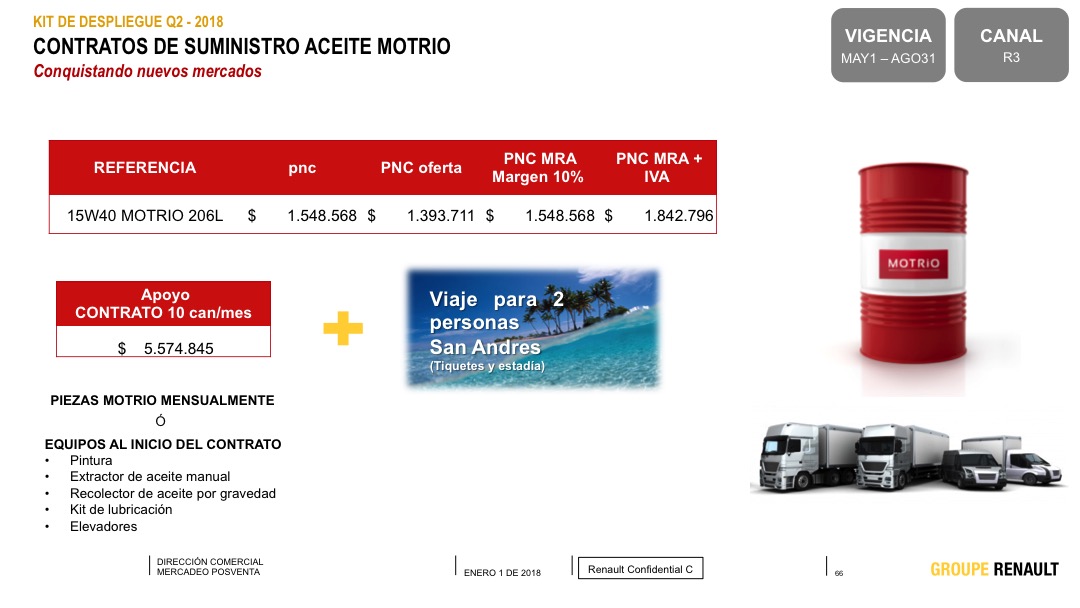 KIT DE DESPLIEGUE Q2 - 2018
CONTRATOS DE SUMINISTRO ACEITE MOTRIO
Conquistando nuevos mercados
VIGENCIA
MAY1 – AGO31
CANAL
R3
REFERENCIA pnc PNC oferta PNC MRA Margen 10% PNC MRA + IVA
15W40 MOTRIO 206L $ 1.548.568 $ 1.393.711 $ 1.548.568 $ 1.842.796
Apoyo
CONTRATO 10 can/mes
$ 5.574.845
Viaje para 2
personas
San Andres
(Tiquetes y estadía)
MOTRIO
PIEZAS MOTRIO MENSUALMENTE
Ó
EQUIPOS AL INICIO DEL CONTRATO
• Pintura
• Extractor de aceite manual
• Recolector de aceite por gravedad
• Kit de lubricación
• Elevadores
DIRECCIÓN COMERCIAL
MERCADEO POSVENTA
ENERO 1 DE 2018
Renault Confidential C
66
GROUPE RENAULT